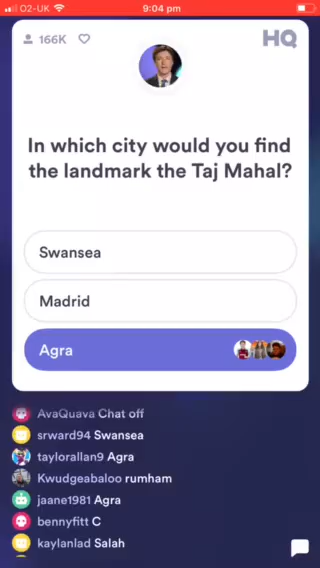 O2-UK 9:04 pm
166K HQ
In which city would you find
the landmark the Taj Mahal?
Swansea
Madrid
Agra
AvaQuava Chat off
srward94 Swansea
taylorallan9 Agra
Kwudgeabaloo rumham
jaane1981 Agra
bennyfitt C
kaylanlad Salah